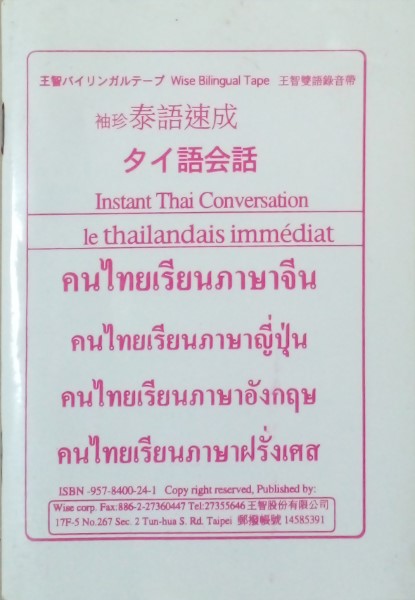 王智バイリンガルテープ Wise Bilingual Tape 王智雙語錄音帶
袖珍泰語速成
タイ語会話
Instant Thai Conversation
le thailandais immédiat
คนไทยเรียนภาษาจีน
คนไทยเรียนภาษาญี่ปุ่น
คนไทยเรียนภาษาอังกฤษ
คนไทยเรียนภาษาฝรั่งเศส
ISBN -957-8400-24-1 Copy right reserved, Published by:
Wise corp. Fax:886-2-27360447 Tel:27355646 王智股份有限公司
17F-5 No.267 Sec. 2 Tun-hua S. Rd. Taipei 郵撥帳號 14585391